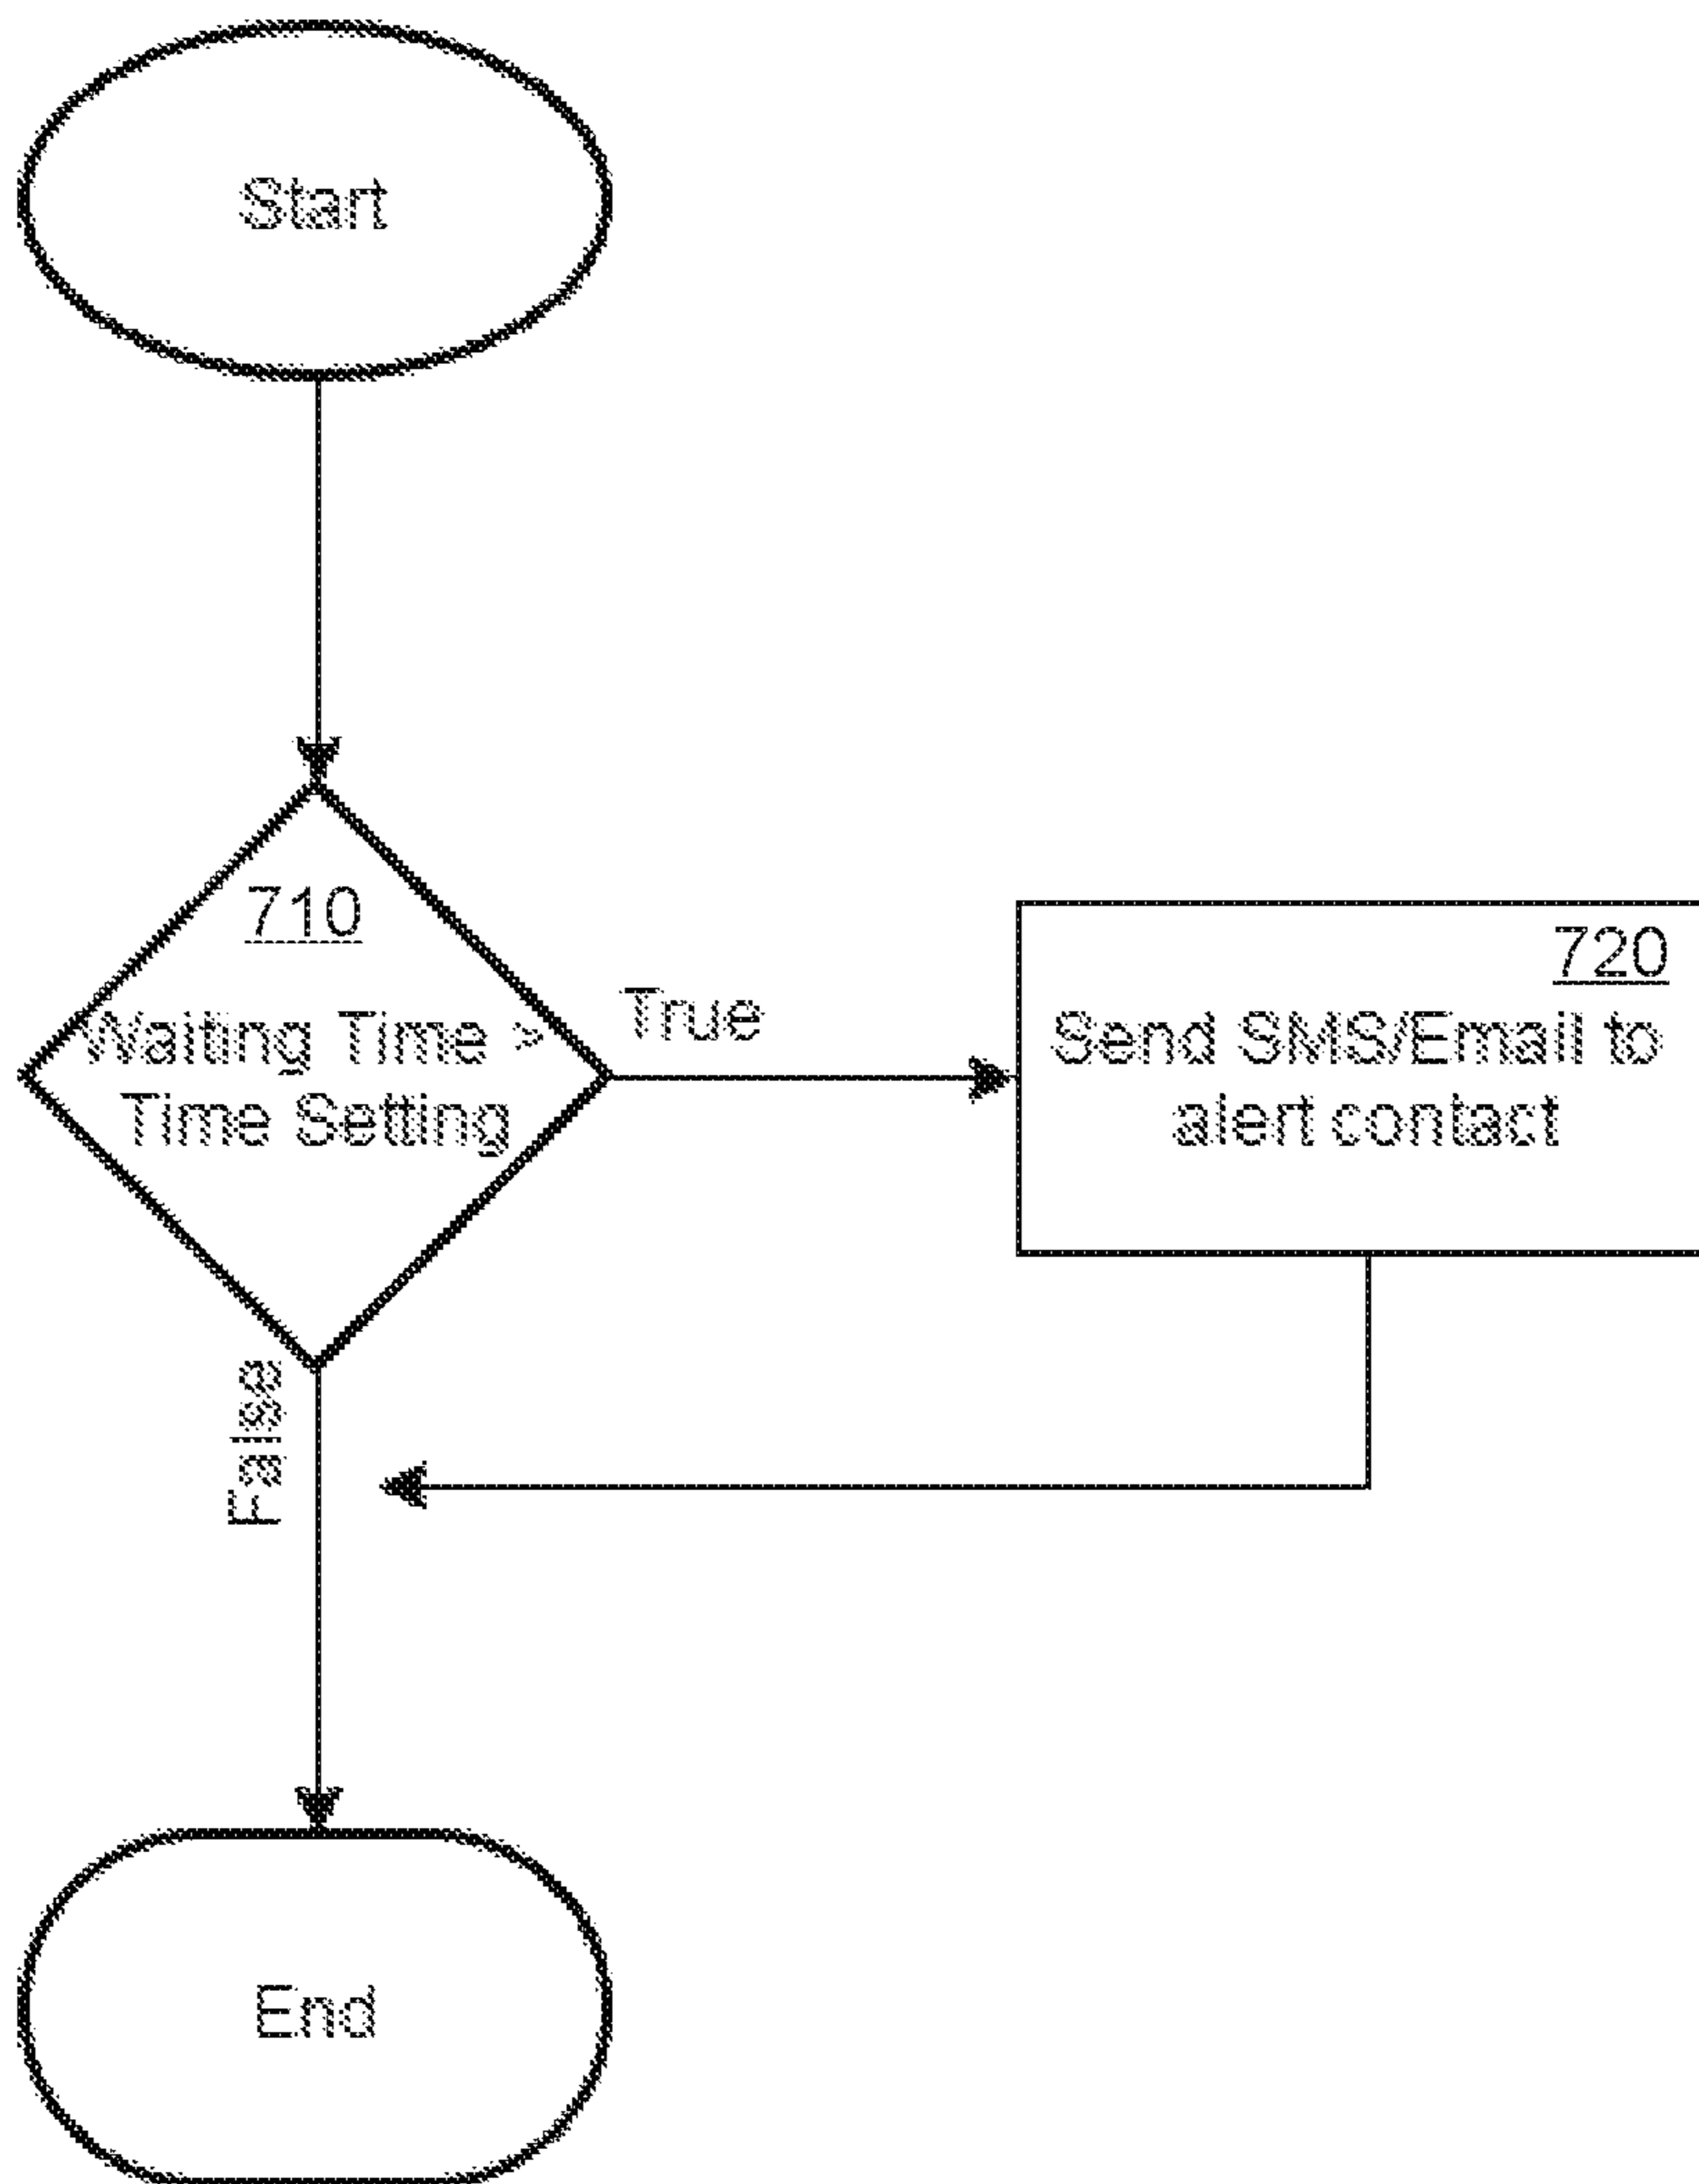 Start
710
Waiting Time >
Time Setting
True
720
Send SMS/Email to
alert contact
False
End